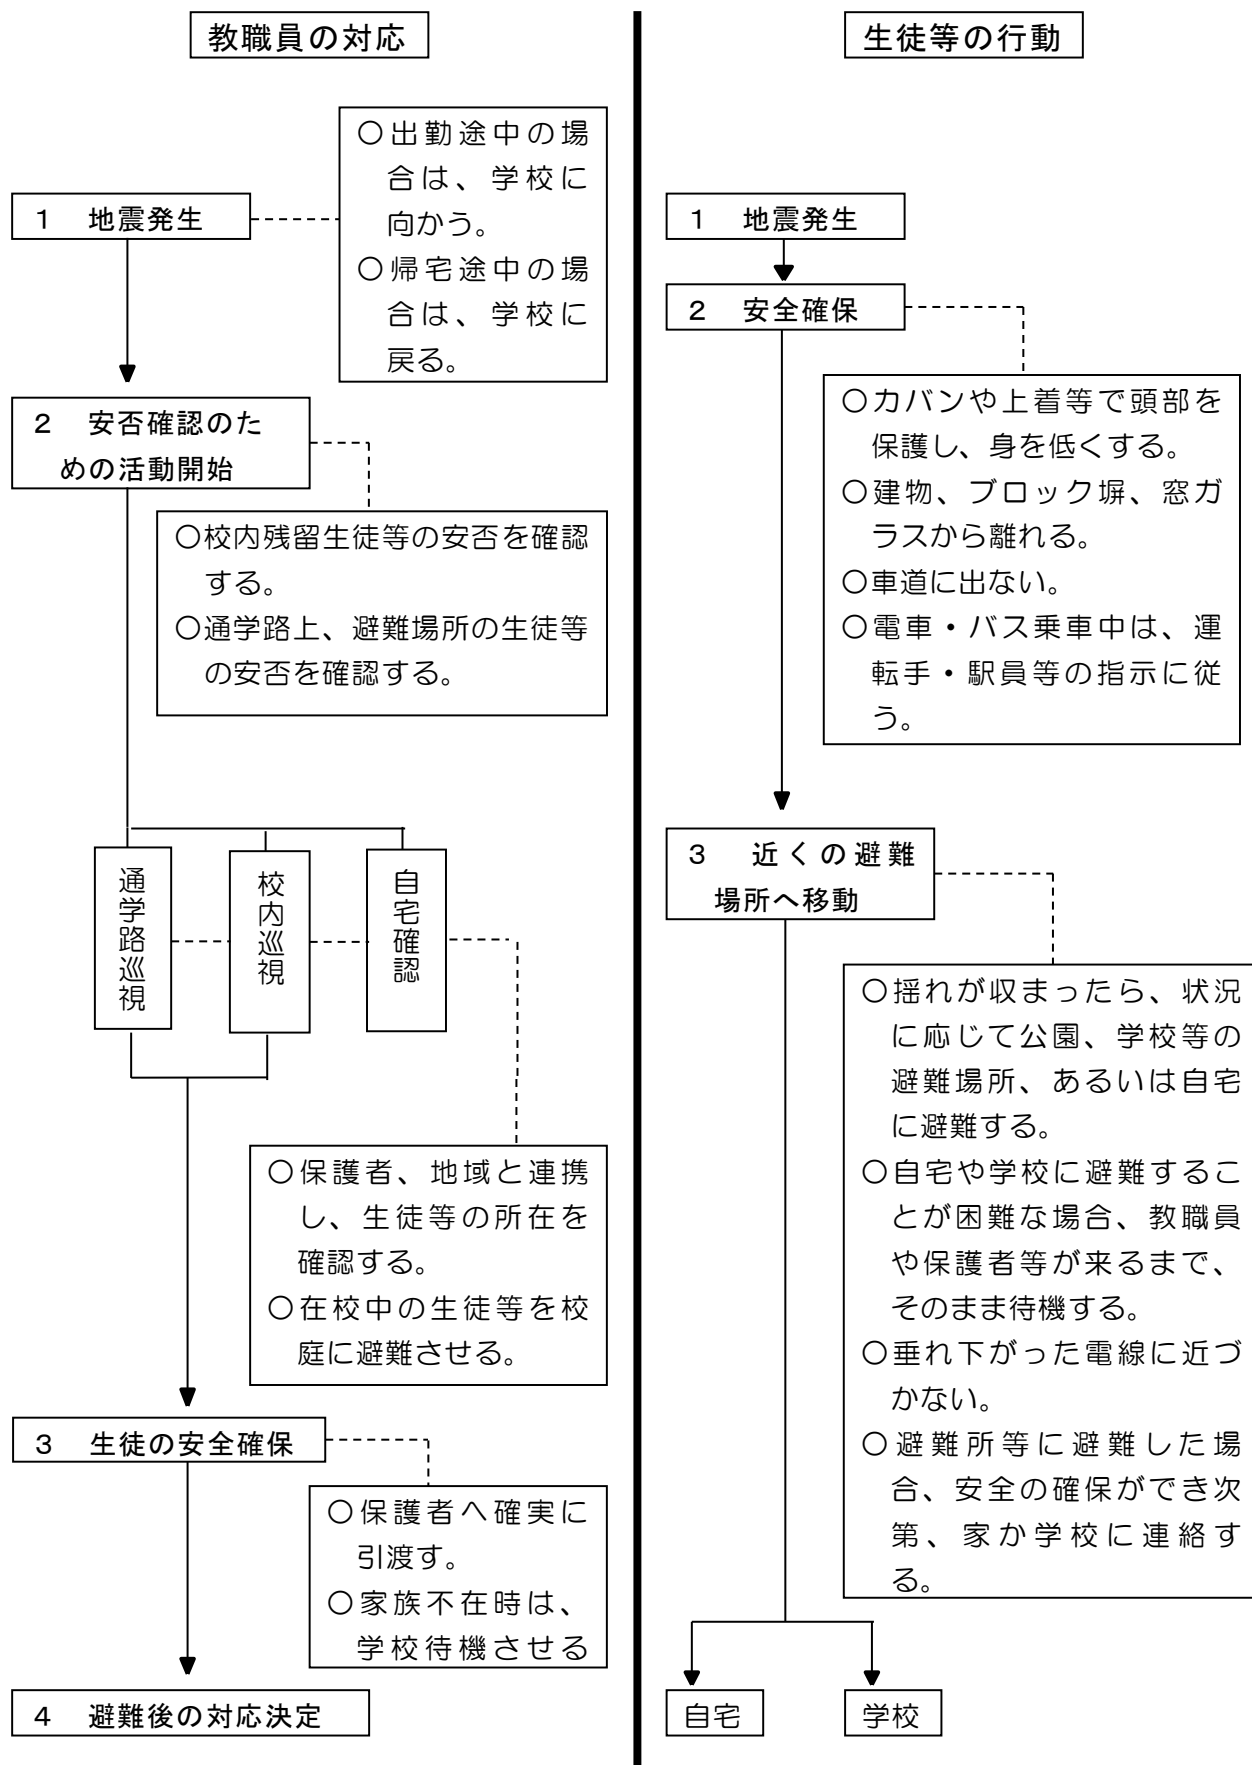 教職員の対応
○出勤途中の場
合は、学校に
向かう。
○帰宅途中の場
合は、学校に
戻る。
1 地震発生
2 安否確認のた
めの活動開始
○校内残留生徒等の安否を確認
する。
○通学路上、避難場所の生徒等
の安否を確認する。
通学路巡視
校内巡視
自宅確認
○保護者、地域と連携
し、生徒等の所在を
確認する。
○在校中の生徒等を校
庭に避難させる。
3 生徒の安全確保
○保護者へ確実に
引渡す。
○家族不在時は、
学校待機させる
4 避難後の対応決定
生徒等の行動
1 地震発生
2 安全確保
○カバンや上着等で頭部を
保護し、身を低くする。
○建物、ブロック塀、窓ガ
ラスから離れる。
○車道に出ない。
○電車・バス乗車中は、運
転手・駅員等の指示に従
う。
3 近くの避難
場所へ移動
○揺れが収まったら、状況
に応じて公園、学校等の
避難場所、あるいは自宅
に避難する。
○自宅や学校に避難するこ
とが困難な場合、教職員
や保護者等が来るまで、
そのまま待機する。
○垂れ下がった電線に近づ
かない。
○避難所等に避難した場
合、安全の確保ができ次
第、家か学校に連絡す
る。
自宅
学校